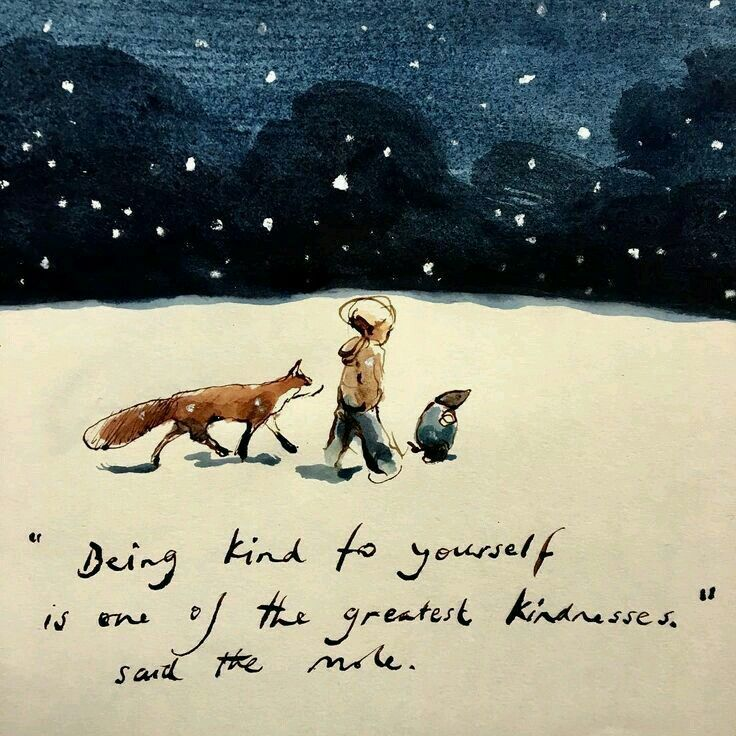 "Being kind to yourself
is one of the greatest kindnesses."
said the mole.